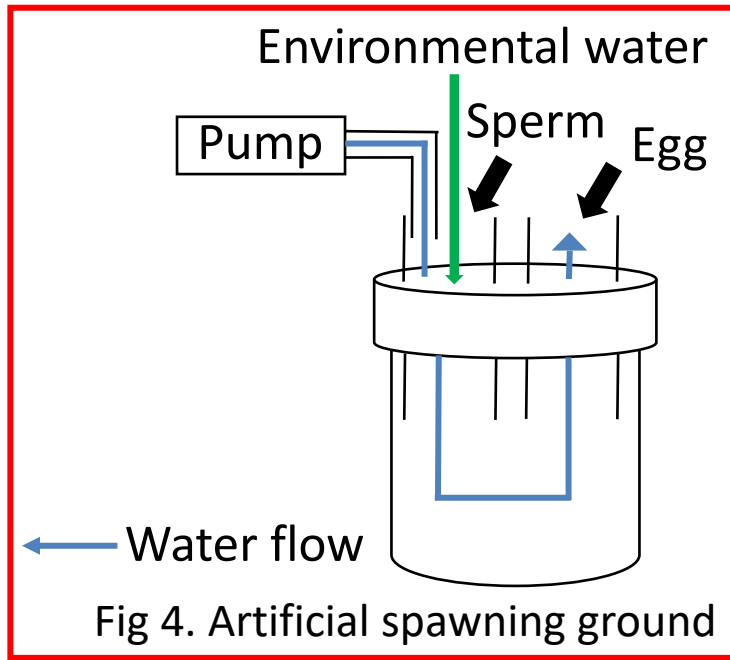 Environmental water
Sperm
Pump
Egg
Water flow
Fig 4. Artificial spawning ground